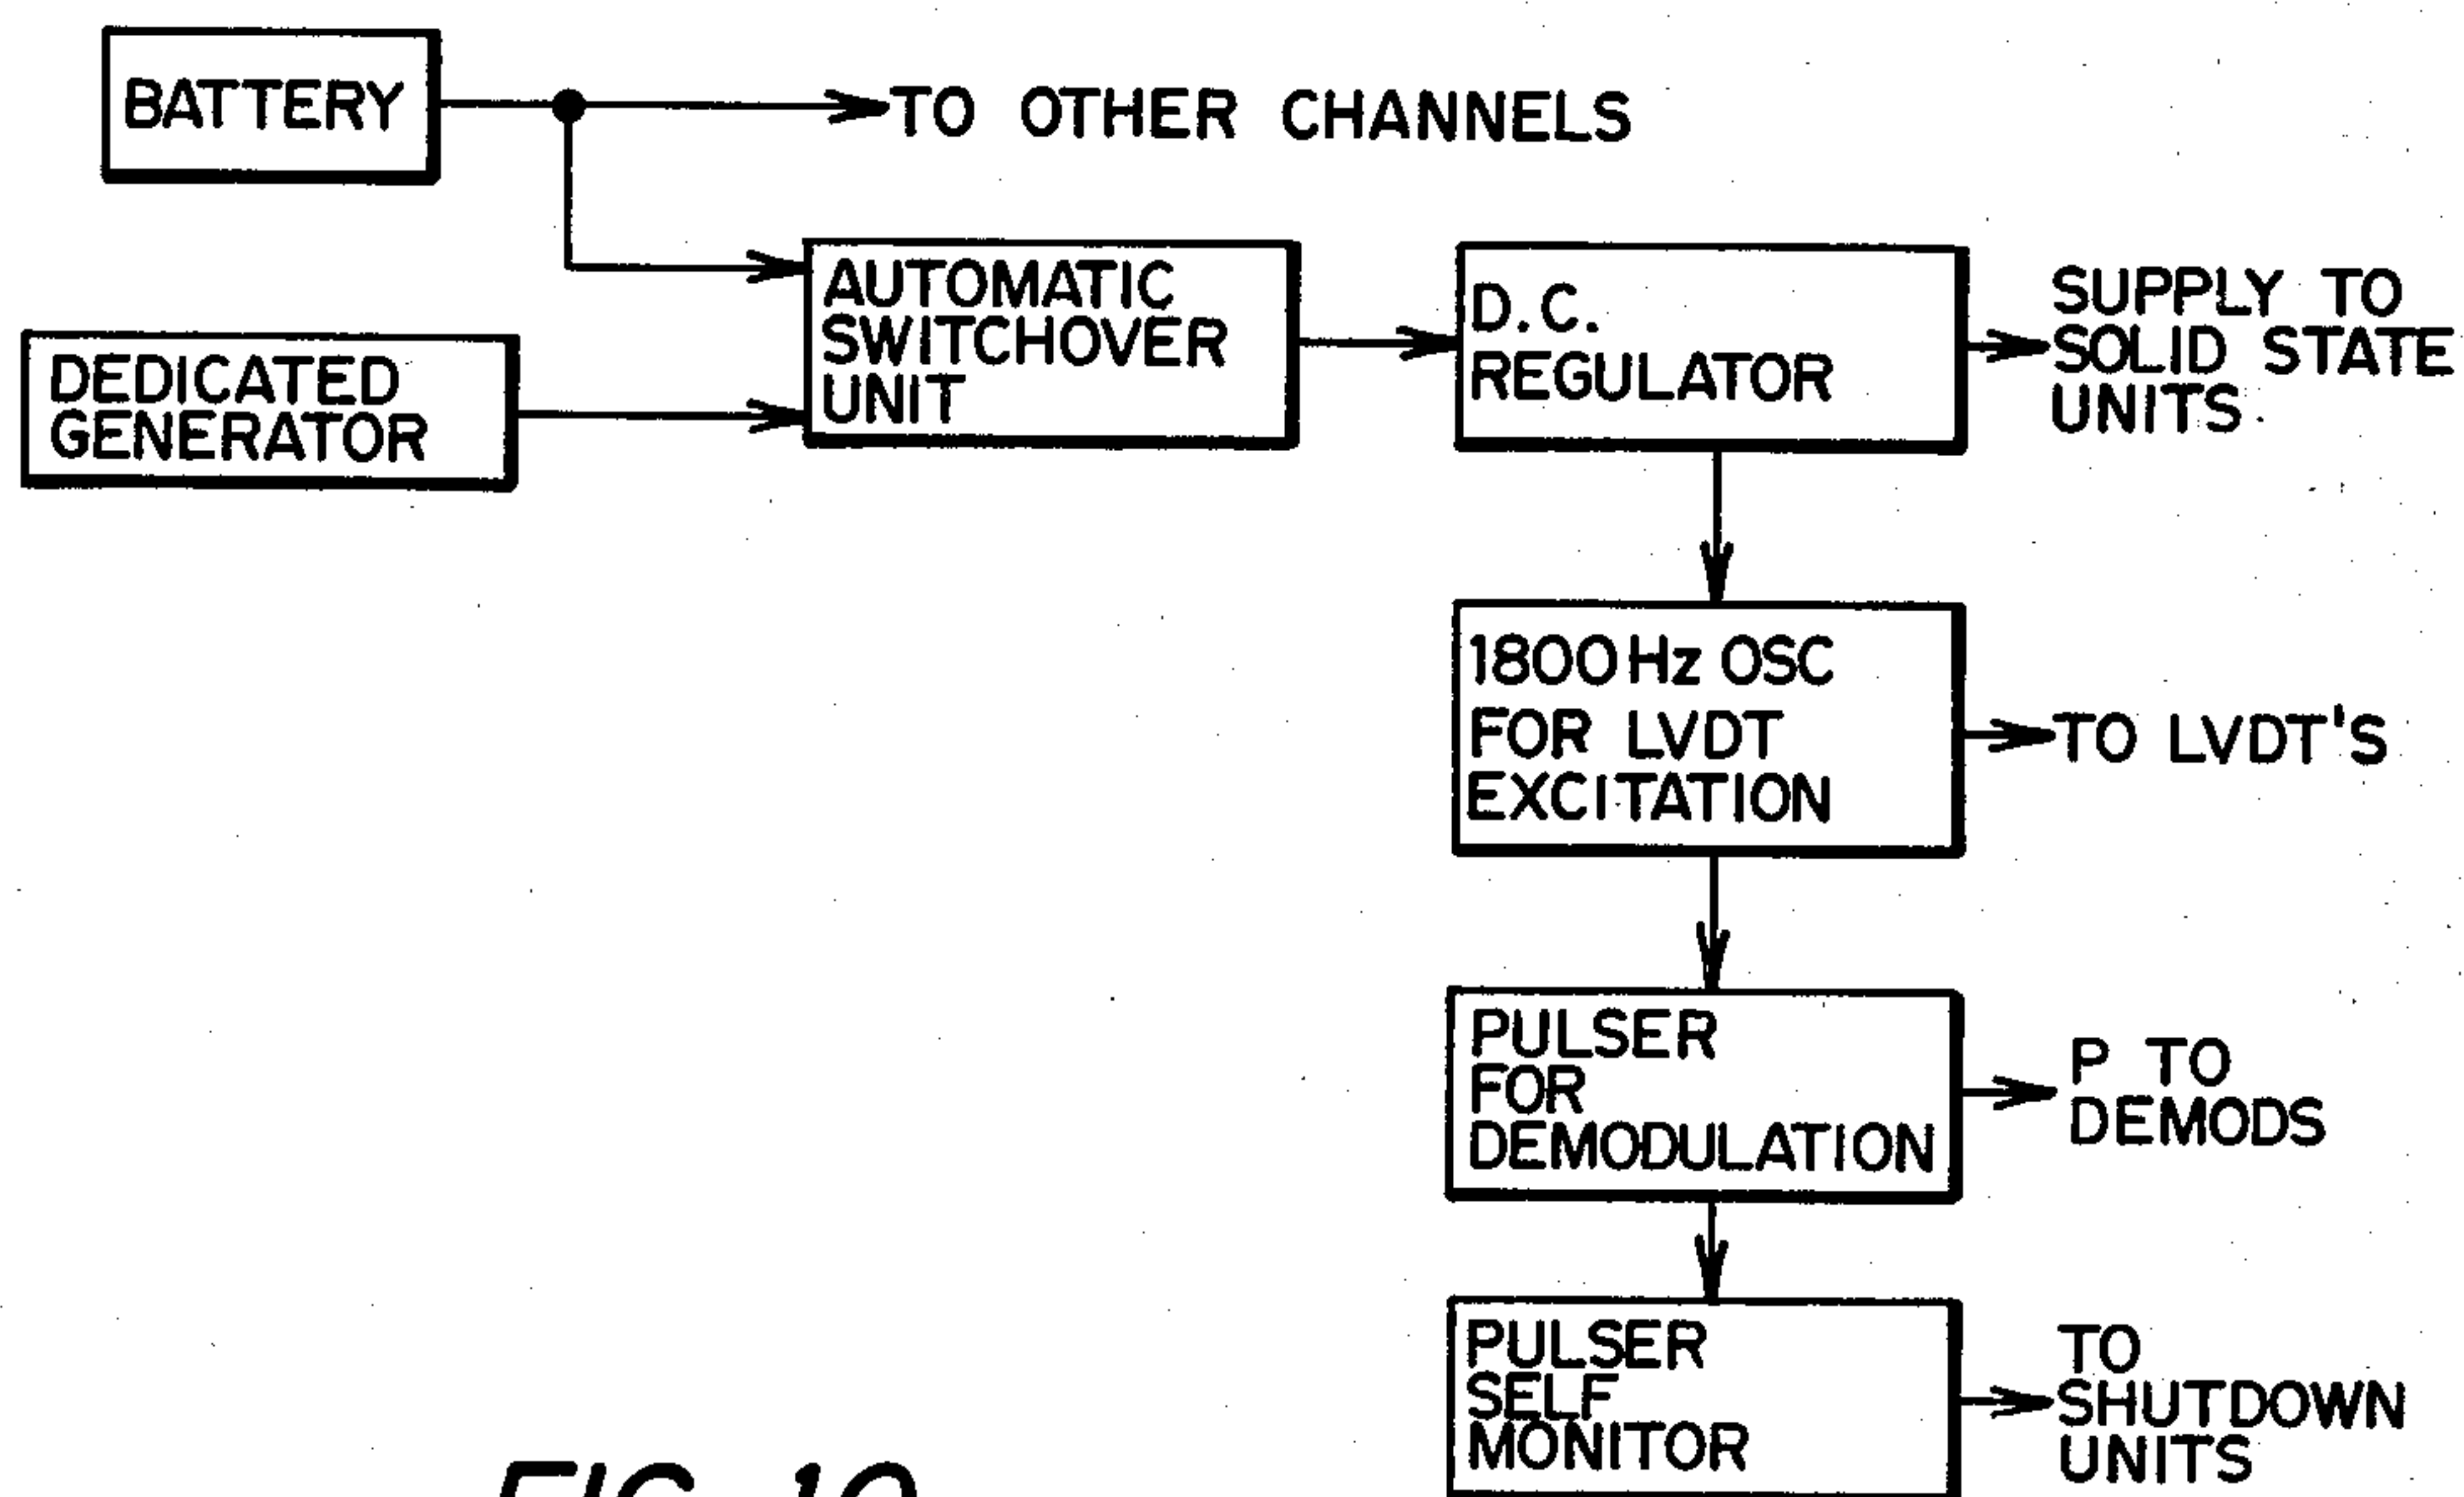 BATTERY
TO OTHER CHANNELS
DEDICATED
GENERATOR
AUTOMATIC
SWITCHOVER
UNIT
D.C.
REGULATOR
SUPPLY TO
SOLID STATE
UNITS
1800 Hz OSC
FOR LVDT
EXCITATION
TO LVDT'S
PULSER
FOR
DEMODULATION
P TO
DEMODS
PULSER
SELF
MONITOR
TO
SHUTDOWN
UNITS